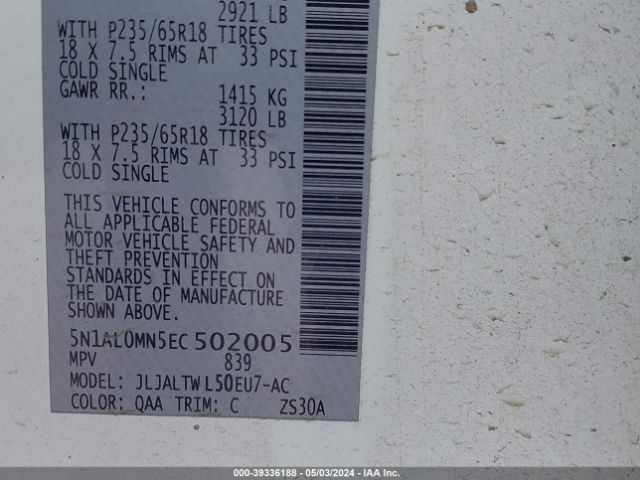 2921 LB
WITH P235/65R18 TIRES
18 X 7.5 RIMS AT 33 PSI
COLD SINGLE
GAWR RR.: 1415 KG
3120 LB
WITH P235/65R18 TIRES
18 X 7.5 RIMS AT 33 PSI
COLD SINGLE
THIS VEHICLE CONFORMS TO
ALL APPLICABLE FEDERAL
MOTOR VEHICLE SAFETY AND
THEFT PREVENTION
STANDARDS IN EFFECT ON
THE DATE OF MANUFACTURE
SHOWN ABOVE.
5N1AL0MN5EC502005
MPV 839
MODEL: JLJALTWL50EU7-AC
COLOR: QAA TRIM: C ZS30A
000-39336188 - 05/03/2024 - IAA Inc.